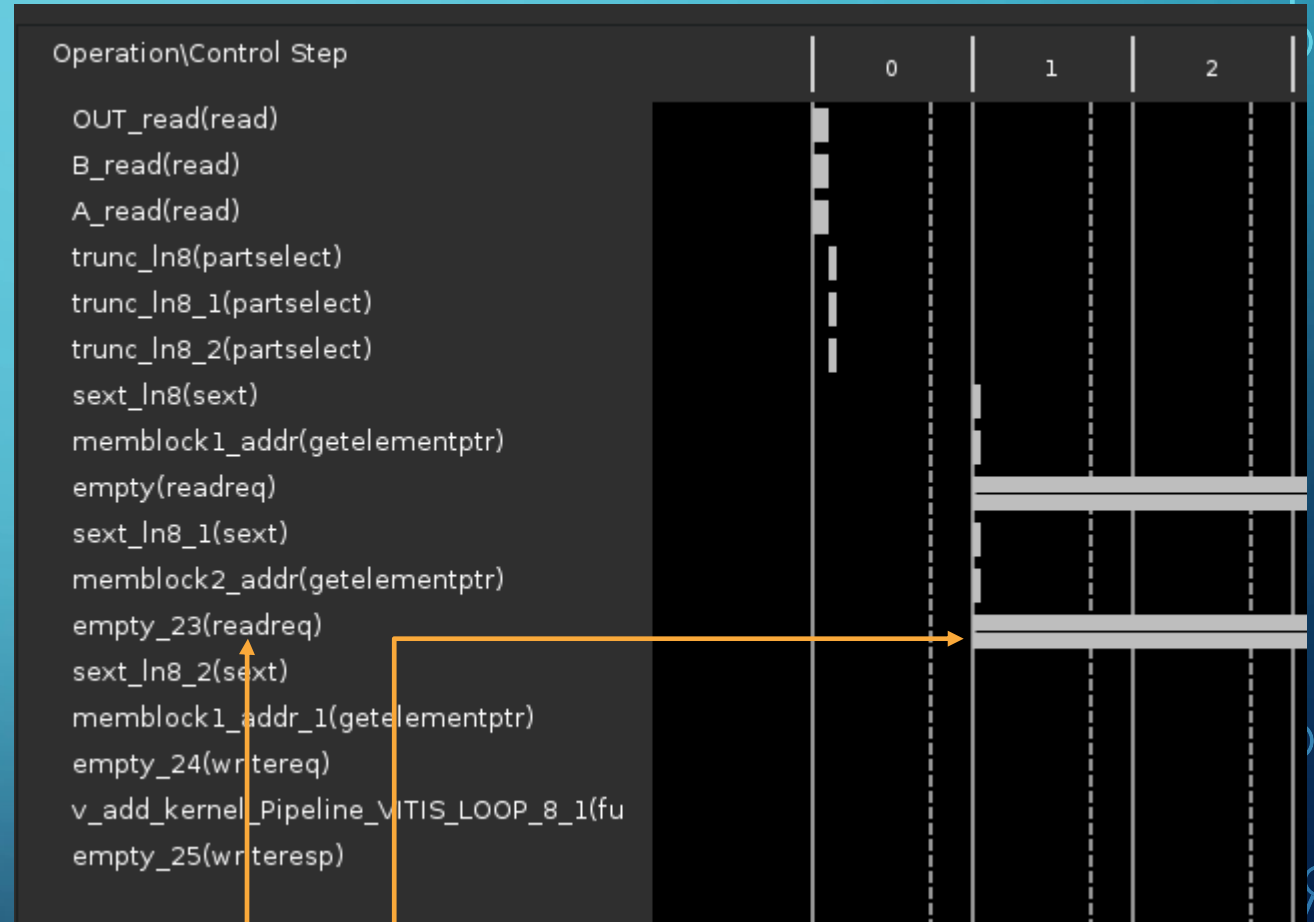 Operation\Control Step 0 1 2
OUT_read(read)
B_read(read)
A_read(read)
trunc_ln8(partselect)
trunc_ln8_1(partselect)
trunc_ln8_2(partselect)
sext_ln8(sext)
memblock1_addr(getelementptr)
empty(readreq)
sext_ln8_1(sext)
memblock2_addr(getelementptr)
empty_23(readreq)
sext_ln8_2(sext)
memblock1_addr_1(getelementptr)
empty_24(writereq)
v_add_kernel_Pipeline_VITIS_LOOP_8_1(fu
empty_25(writeresp)